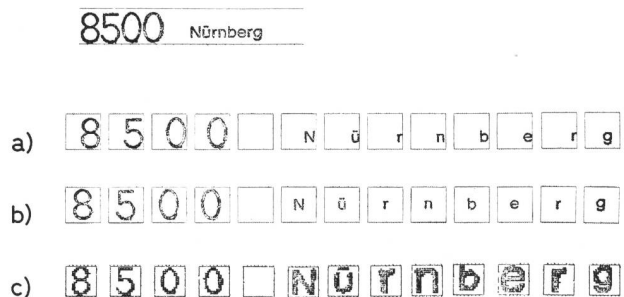 8500 Nürnberg
a) 8 5 0 0 N ü r n b e r g
b) 8 5 0 0 N ü r n b e r g
c) 8 5 0 0 N ü r n b e r g